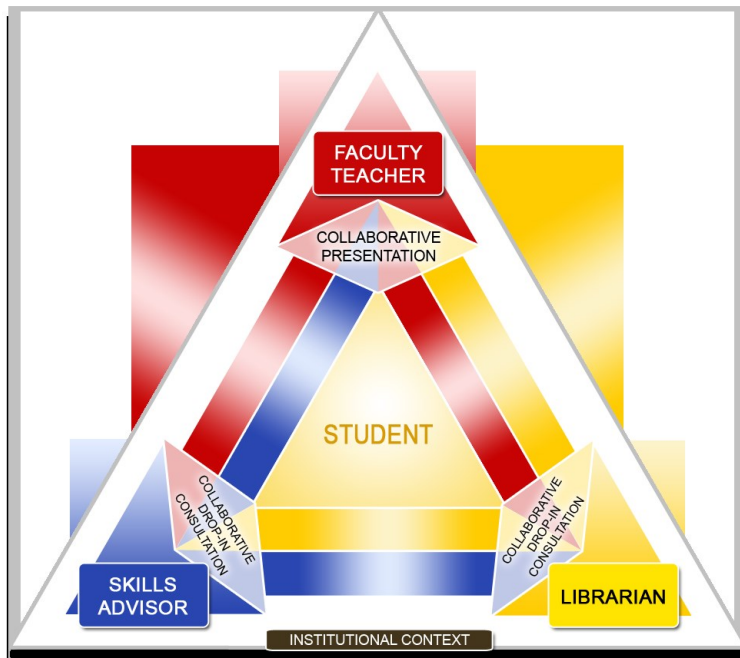 FACULTY
TEACHER
COLLABORATIVE
PRESENTATION
STUDENT
COLLABORATIVE
DROP-IN
CONSULTATION
COLLABORATIVE
DROP-IN
CONSULTATION
SKILLS
ADVISOR
LIBRARIAN
INSTITUTIONAL CONTEXT